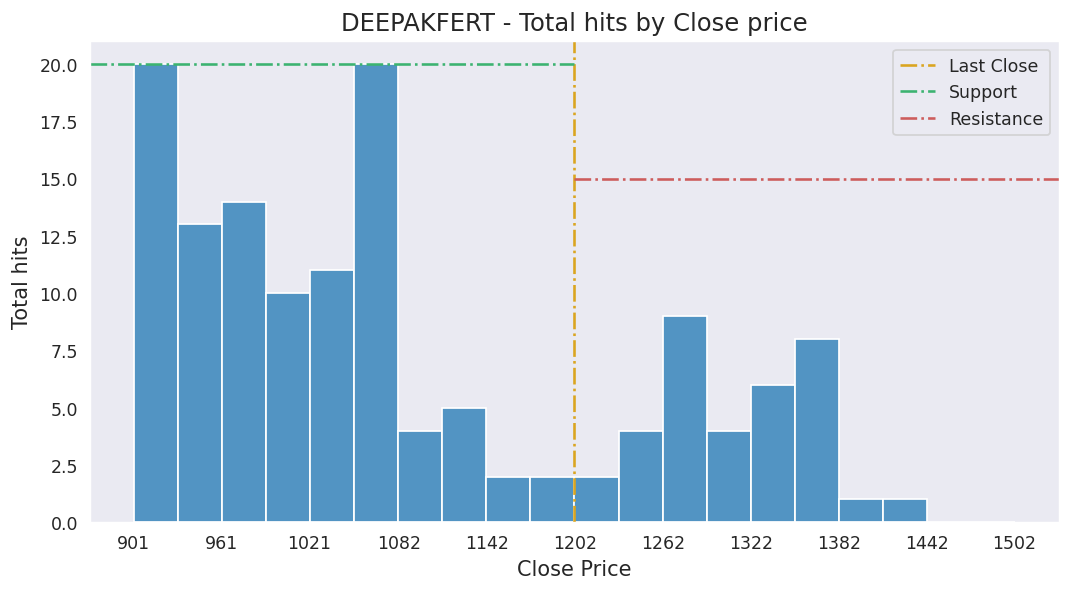 DEEPAKFERT - Total hits by Close price
Last Close
Support
Resistance
Total hits
20.0
17.5
15.0
12.5
10.0
7.5
5.0
2.5
0.0
901 961 1021 1082 1142 1202 1262 1322 1382 1442 1502
Close Price